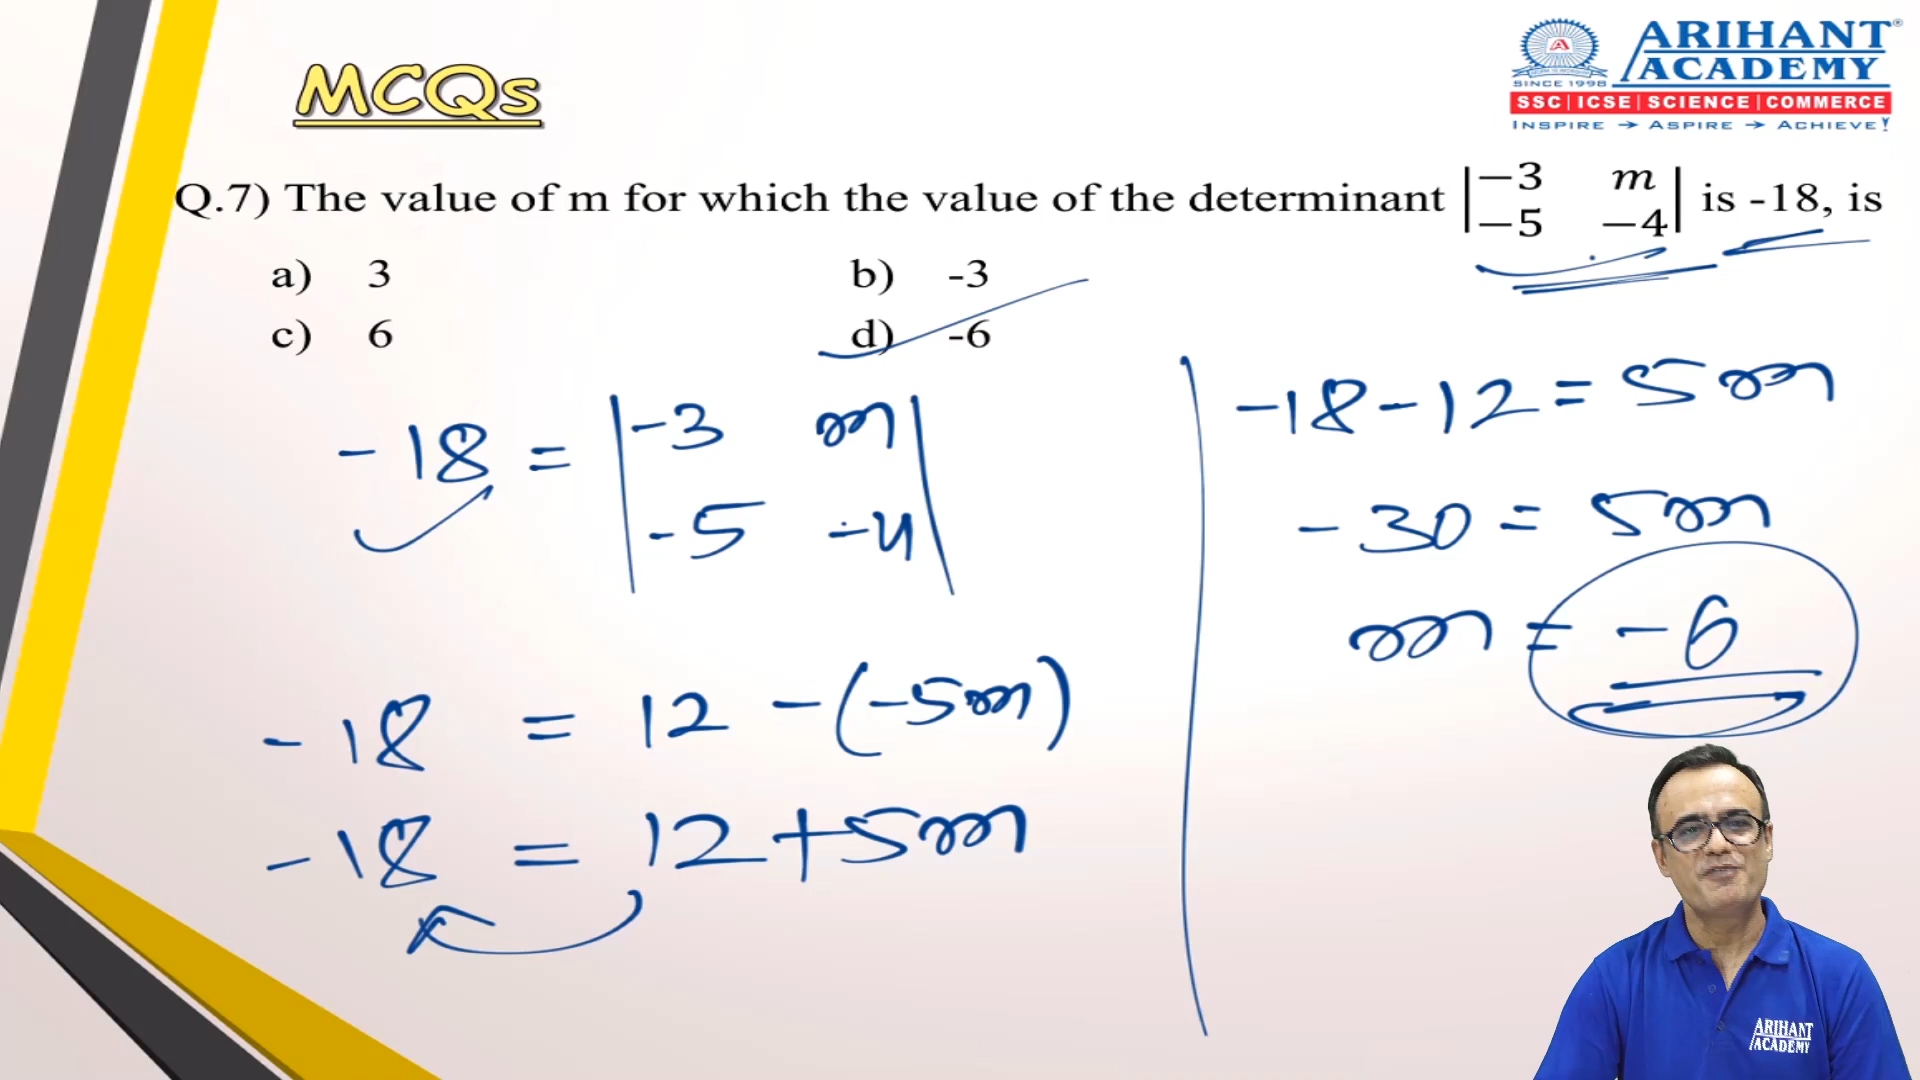 MCQs
ARIHANT®
ACADEMY
SINCE 1998
SSC | ICSE | SCIENCE | COMMERCE
INSPIRE → ASPIRE → ACHIEVE!
Q.7) The value of m for which the value of the determinant |−3 m| is -18, is
|−5 −4|
a) 3 b) -3
c) 6 d) -6
-18 = |-3 m|
|-5 -4|
-18 = 12 -(-5m)
-18 = 12+5m
-18-12 = 5m
-30 = 5m
m = -6
ARIHANT
ACADEMY